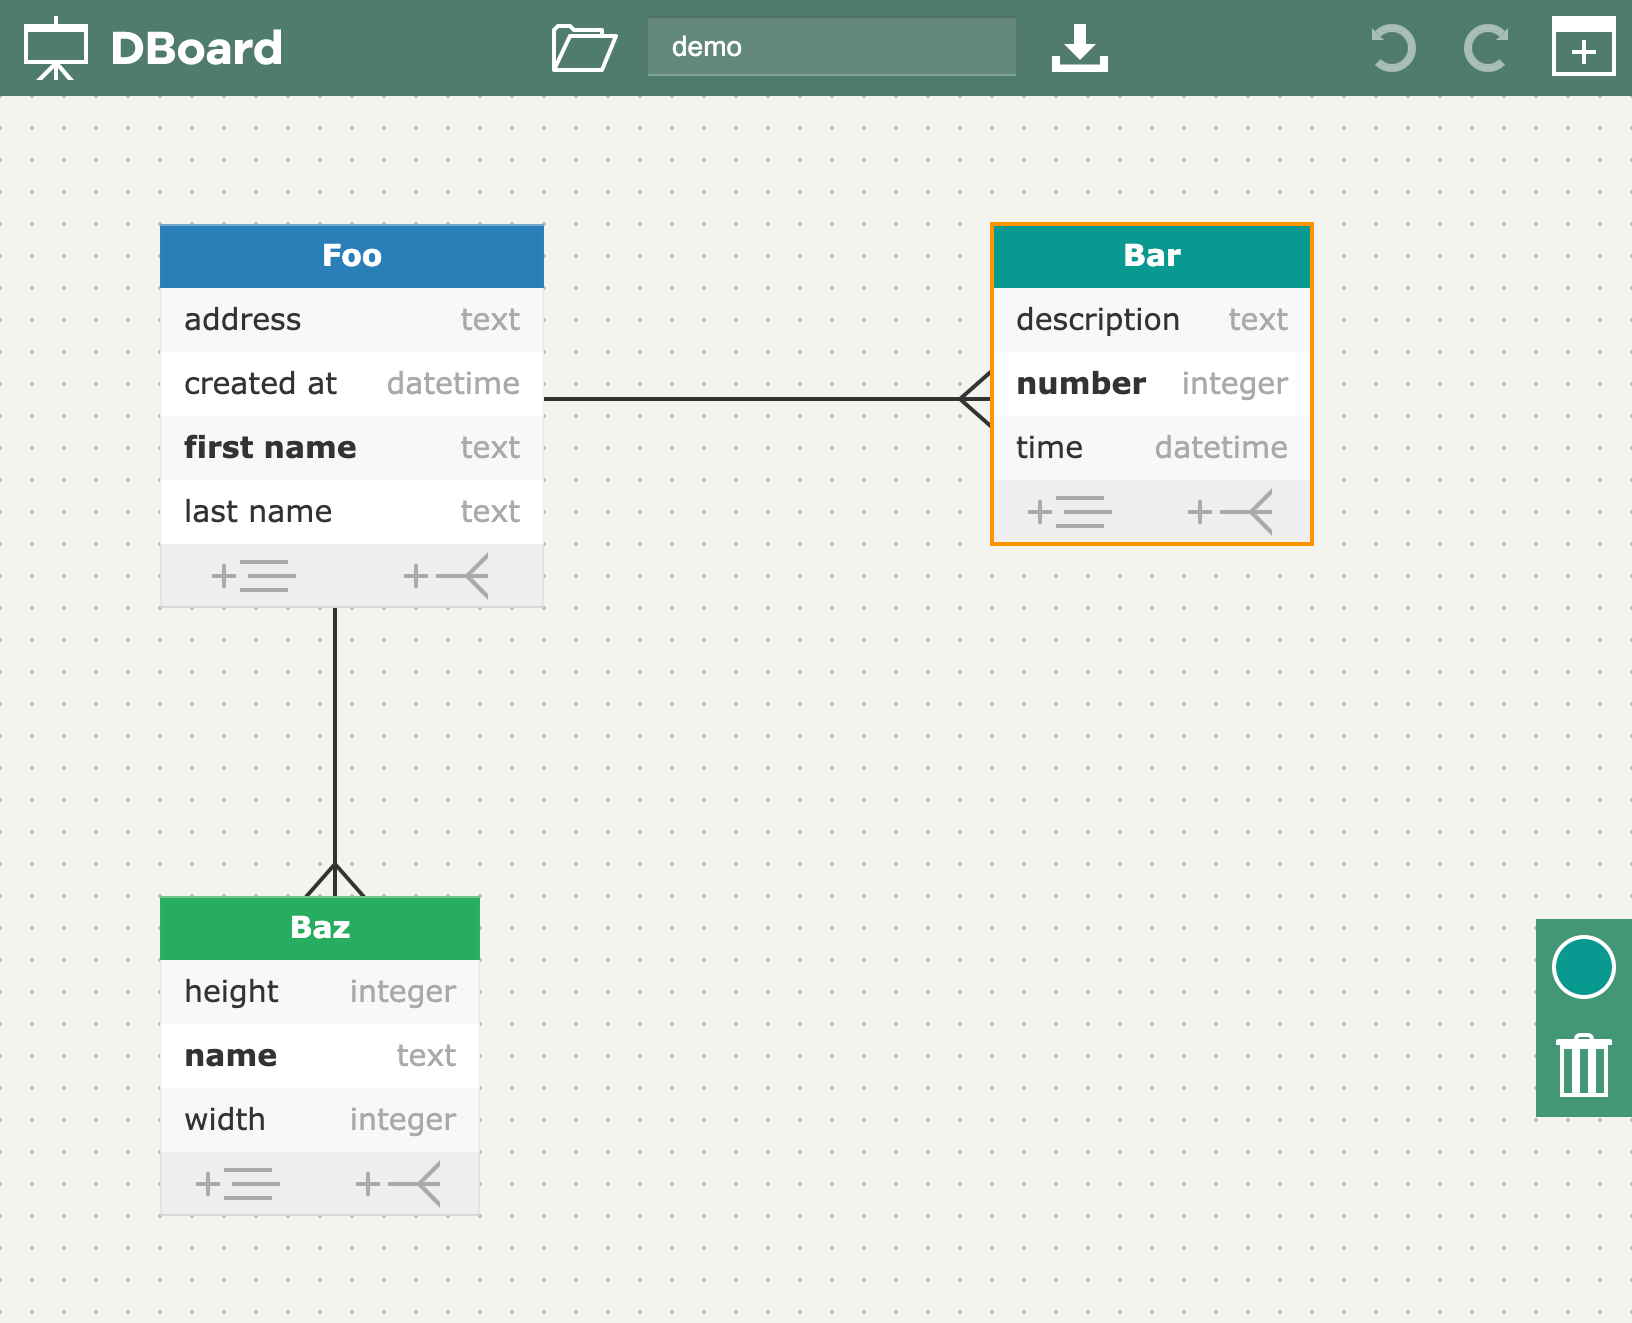 DBoard
demo
Foo
address text
created at datetime
first name text
last name text
Bar
description text
number integer
time datetime
Baz
height integer
name text
width integer